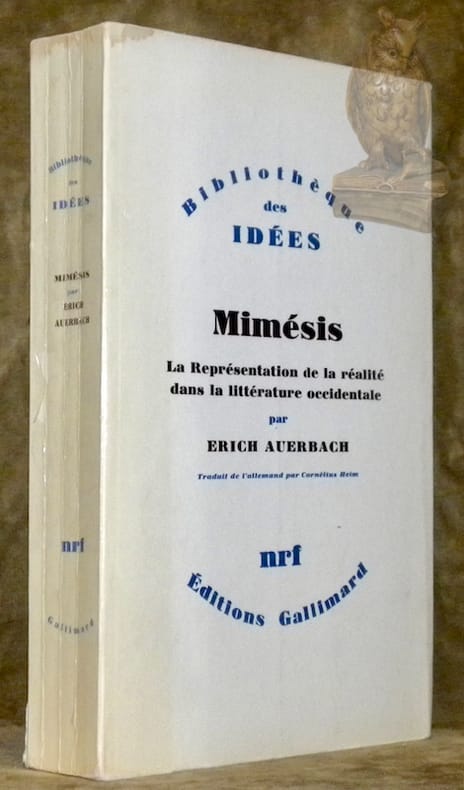 Bibliothèque
des
IDÉES
MIMÉSIS
par
ERICH
AUERBACH
nrf
Gallimard
Bibliothèque
des
IDÉES
Mimésis
La Représentation de la réalité
dans la littérature occidentale
par
ERICH AUERBACH
Traduit de l'allemand par Cornélius Heim
nrf
Éditions Gallimard